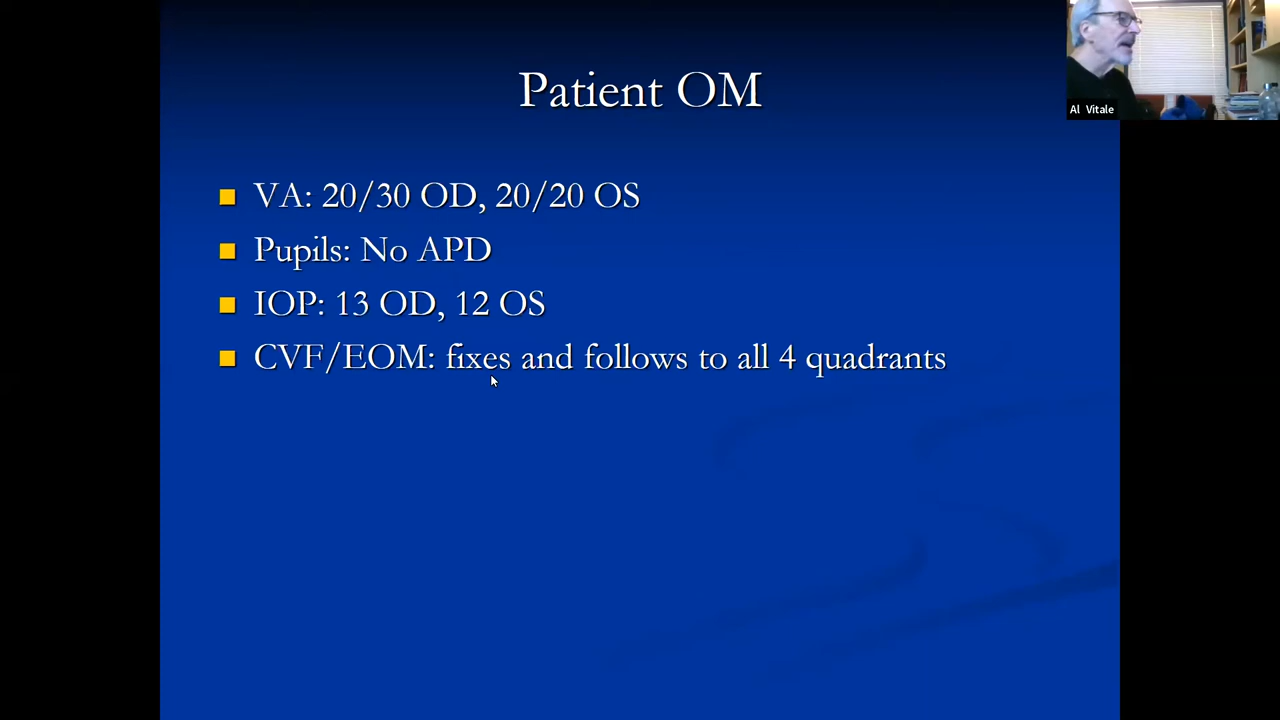 Patient OM
VA: 20/30 OD, 20/20 OS
Pupils: No APD
IOP: 13 OD, 12 OS
CVF/EOM: fixes and follows to all 4 quadrants
Al Vitale